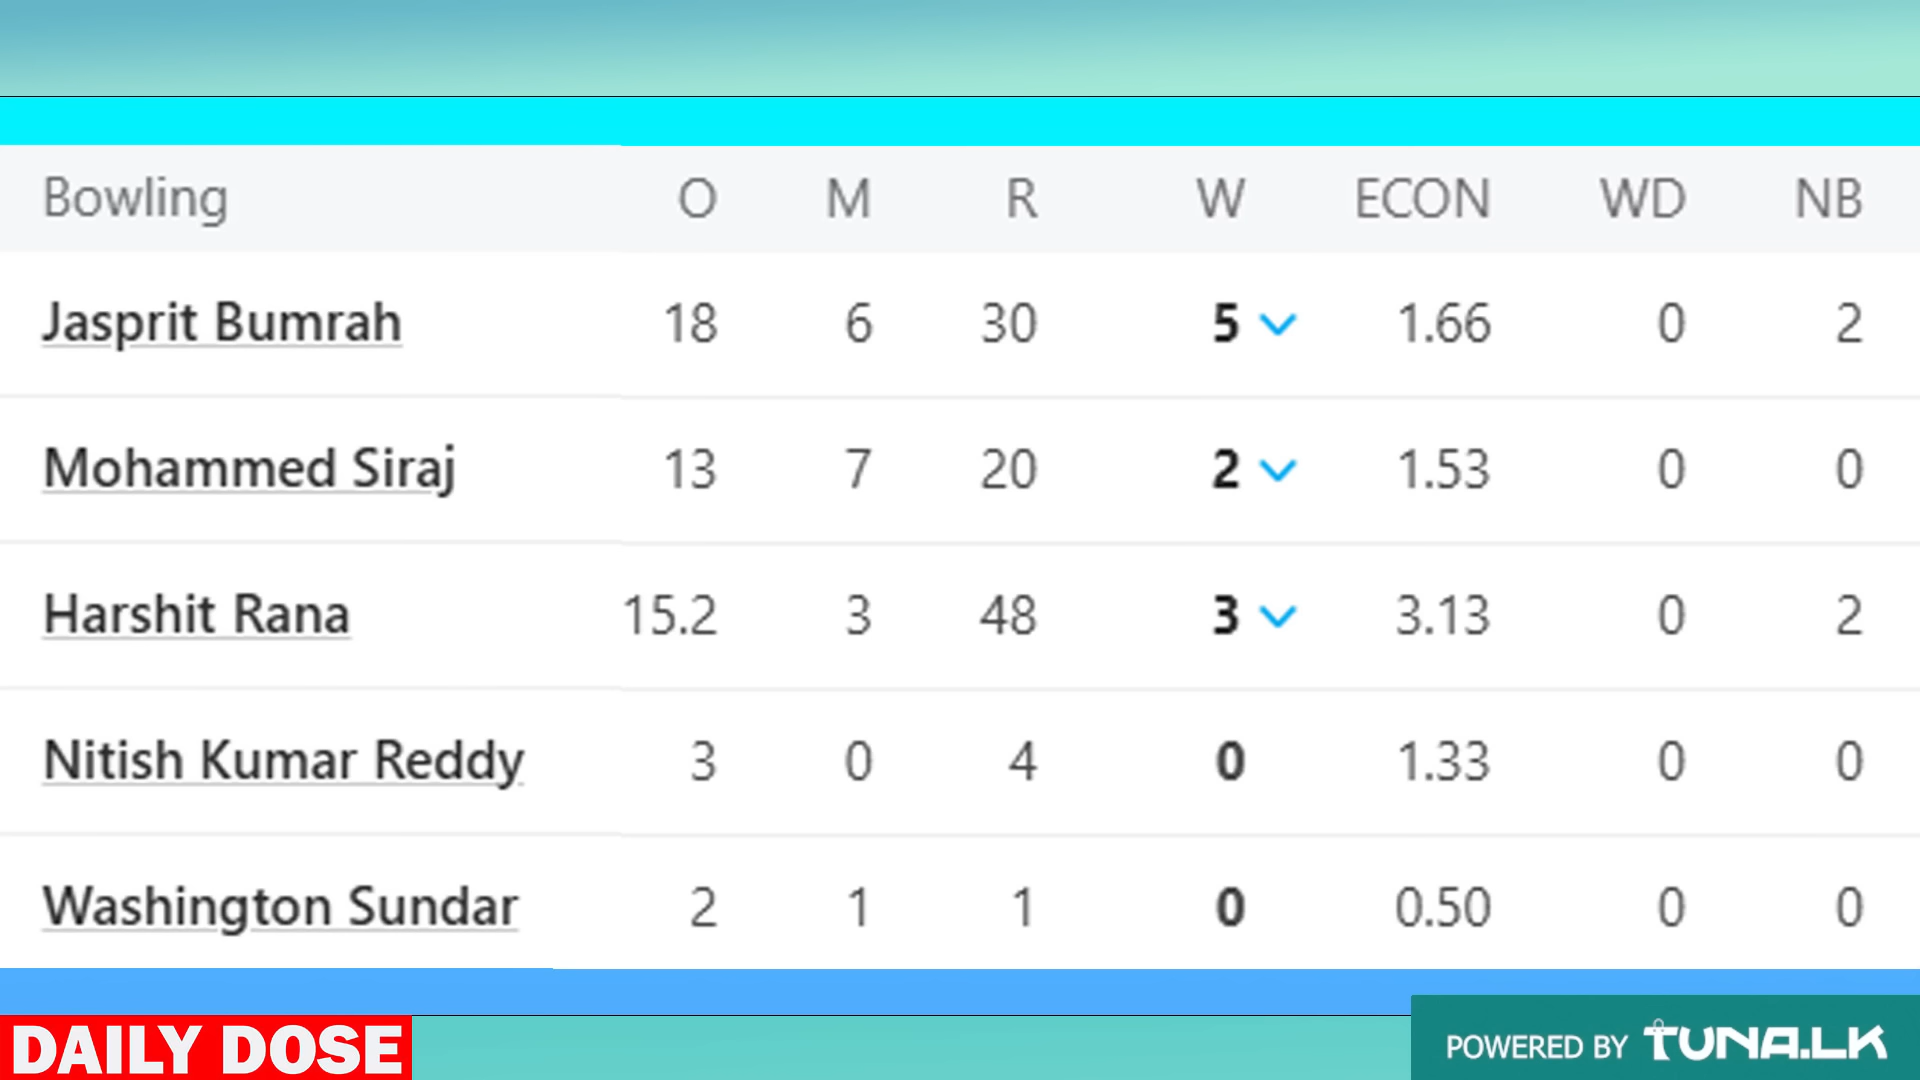 Bowling O M R W ECON WD NB
Jasprit Bumrah 18 6 30 5 1.66 0 2
Mohammed Siraj 13 7 20 2 1.53 0 0
Harshit Rana 15.2 3 48 3 3.13 0 2
Nitish Kumar Reddy 3 0 4 0 1.33 0 0
Washington Sundar 2 1 1 0 0.50 0 0
DAILY DOSE
POWERED BY TUNA.LK